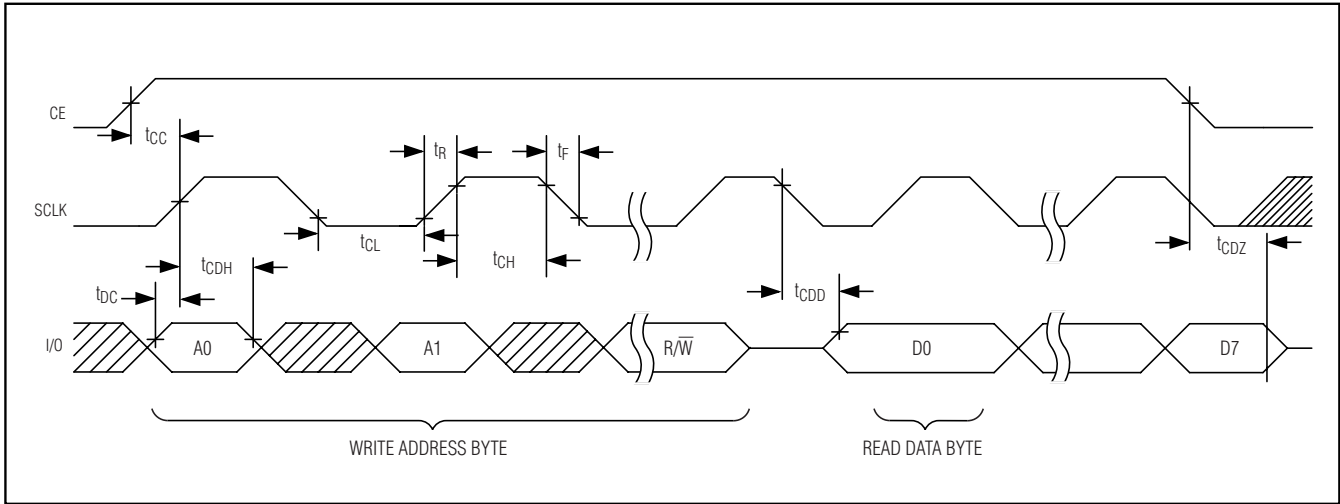 CE
tCC
tR
tF
SCLK
tCL
tCH
tCDZ
tCDH
tDC
tCDD
I/O
A0
A1
R/W̅
D0
D7
WRITE ADDRESS BYTE
READ DATA BYTE